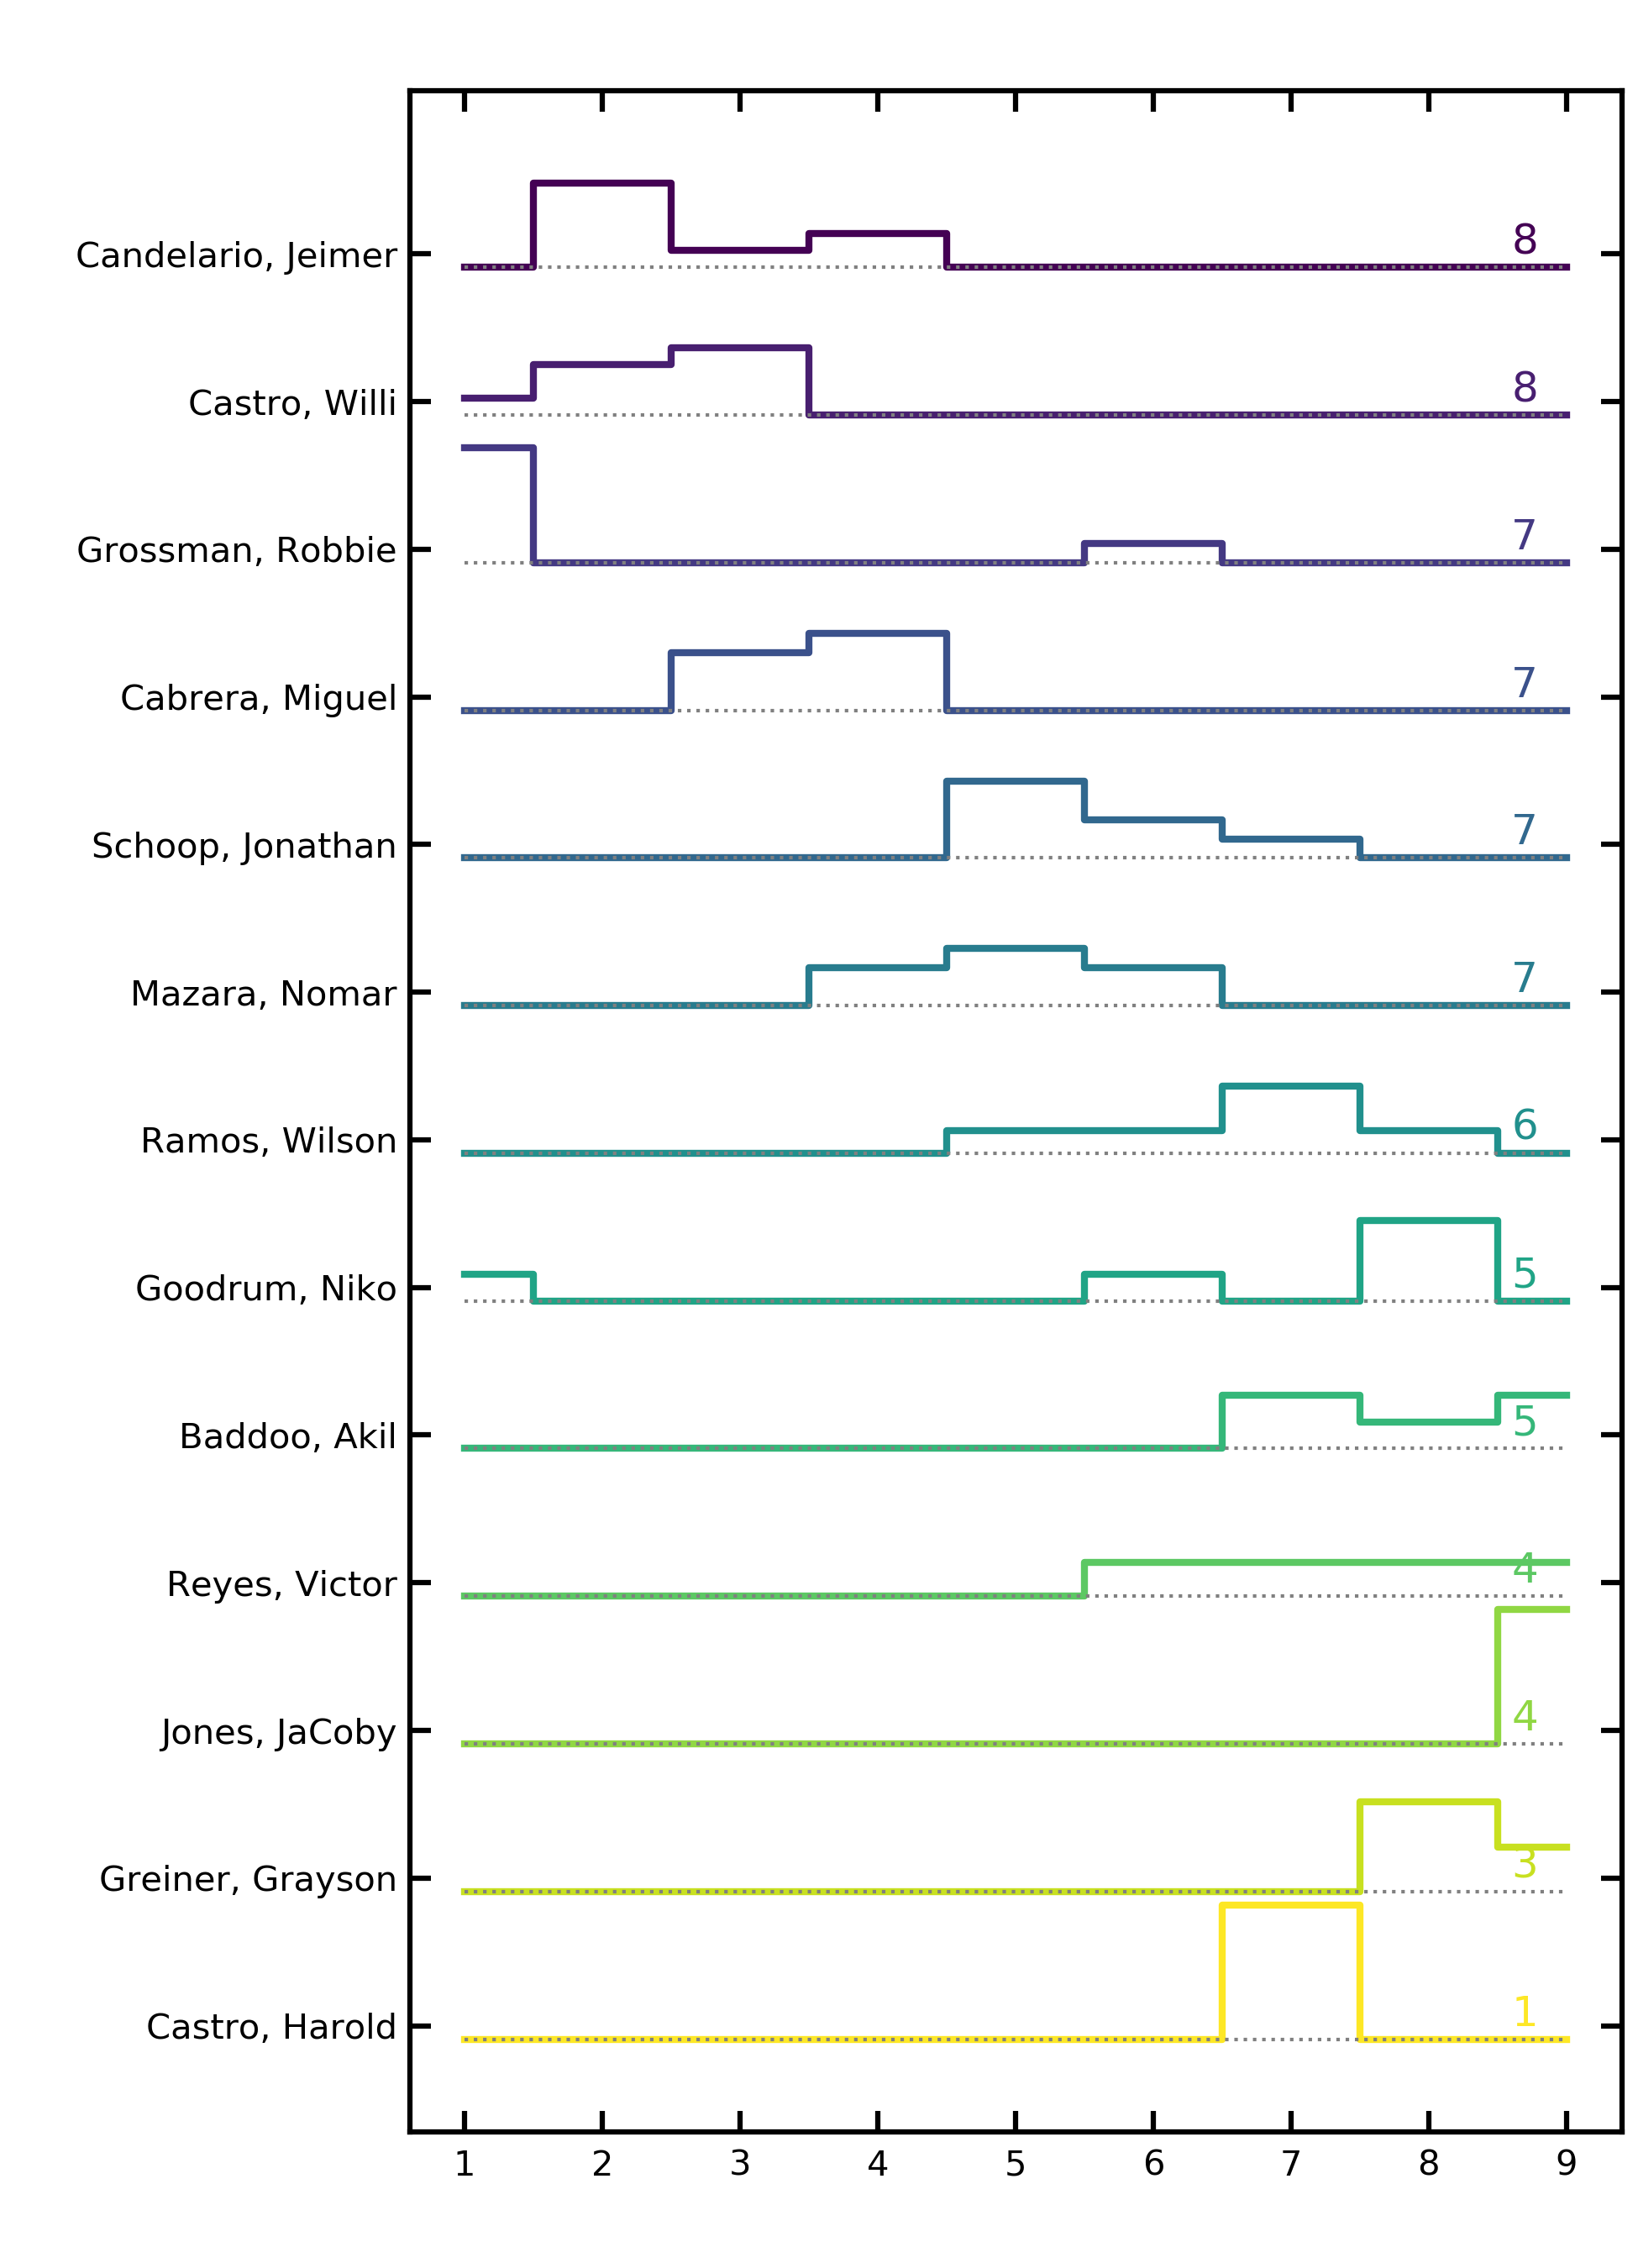 Candelario, Jeimer 8
Castro, Willi 8
Grossman, Robbie 7
Cabrera, Miguel 7
Schoop, Jonathan 7
Mazara, Nomar 7
Ramos, Wilson 6
Goodrum, Niko 5
Baddoo, Akil 5
Reyes, Victor 4
Jones, JaCoby 4
Greiner, Grayson 3
Castro, Harold 1
1 2 3 4 5 6 7 8 9